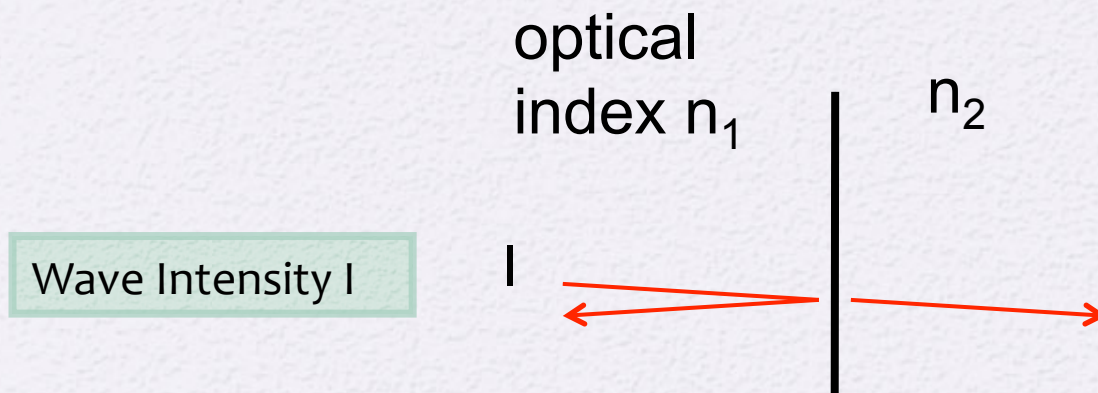 optical
index n₁
n₂
Wave Intensity I
I